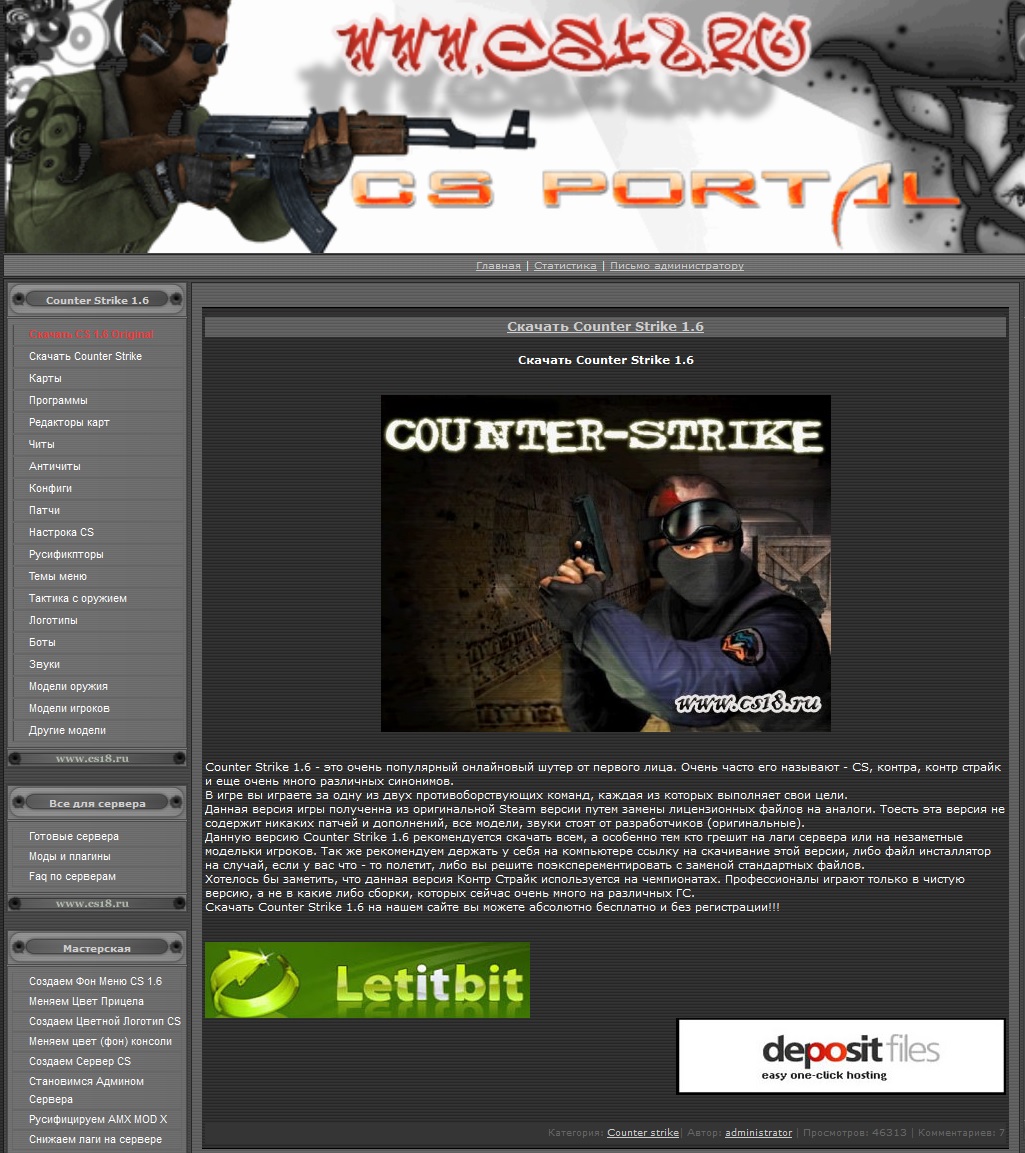 www.CS18.RU
CS PORTAL
Главная | Статистика | Письмо администратору
Counter Strike 1.6
Скачать CS 1.6 Original
Скачать Counter Strike
Карты
Программы
Редакторы карт
Читы
Античиты
Конфиги
Патчи
Настрока CS
Русификпторы
Темы меню
Тактика с оружием
Логотипы
Боты
Звуки
Модели оружия
Модели игроков
Другие модели
www.cs18.ru
Все для сервера
Готовые сервера
Моды и плагины
Faq по серверам
www.cs18.ru
Мастерская
Создаем Фон Меню CS 1.6
Меняем Цвет Прицела
Создаем Цветной Логотип CS
Меняем цвет (фон) консоли
Создаем Сервер CS
Становимся Админом
Сервера
Русифицируем AMX MOD X
Снижаем лаги на сервере
Скачать Counter Strike 1.6
Скачать Counter Strike 1.6
COUNTER-STRIKE
www.cs18.ru
Counter Strike 1.6 - это очень популярный онлайновый шутер от первого лица. Очень часто его называют - CS, контра, контр страйк
и еще очень много различных синонимов.
В игре вы играете за одну из двух противоборствующих команд, каждая из которых выполняет свои цели.
Данная версия игры полученна из оригинальной Steam версии путем замены лицензионных файлов на аналоги. Тоесть эта версия не
содержит никаких патчей и дополнений, все модели, звуки стоят от разработчиков (оригинальные).
Данную версию Counter Strike 1.6 рекомендуется скачать всем, а особенно тем кто грешит на лаги сервера или на незаметные
модельки игроков. Так же рекомендуем держать у себя на компьютере ссылку на скачивание этой версии, либо файл инсталлятор
на случай, если у вас что - то полетит, либо вы решите поэксперементировать с заменой стандартных файлов.
Хотелось бы заметить, что данная версия Контр Страйк используется на чемпионатах. Профессионалы играют только в чистую
версию, а не в какие либо сборки, которых сейчас очень много на различных ГС.
Скачать Counter Strike 1.6 на нашем сайте вы можете абсолютно бесплатно и без регистрации!!!
Letitbit
depositfiles
easy one-click hosting
Категория: Counter strike| Автор: administrator | Просмотров: 46313 | Комментариев: 7